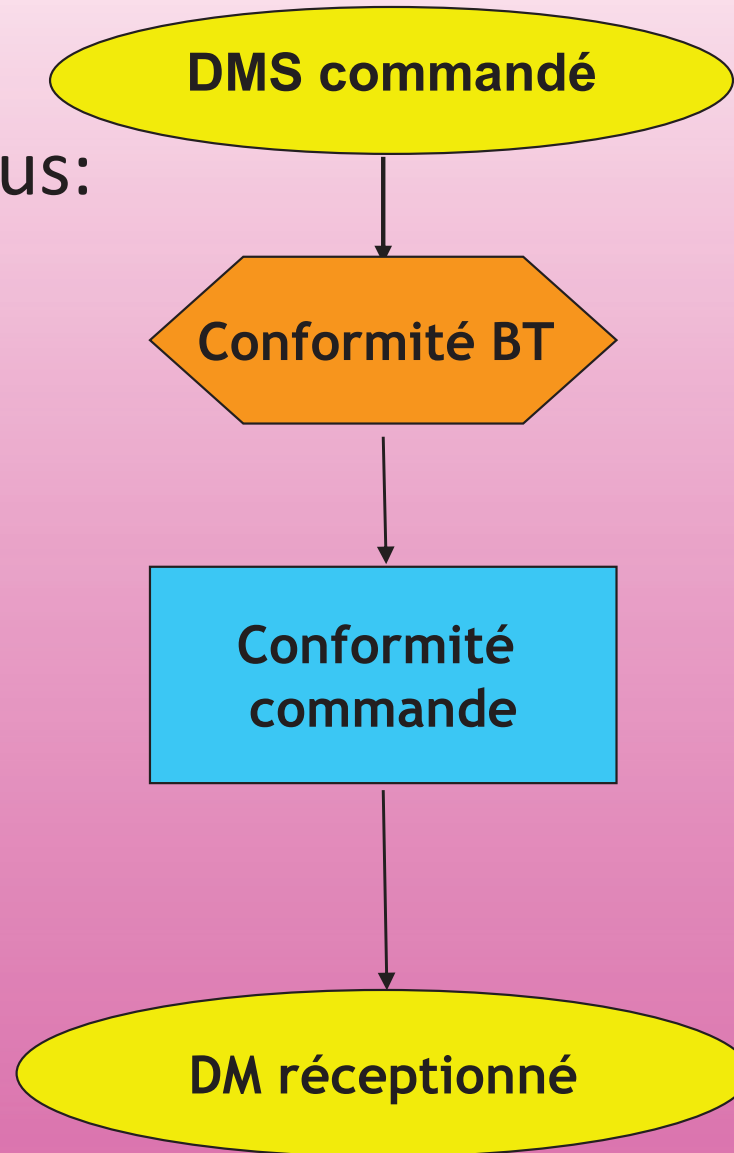 DMS commandé
us:
Conformité BT
Conformité
commande
DM réceptionné